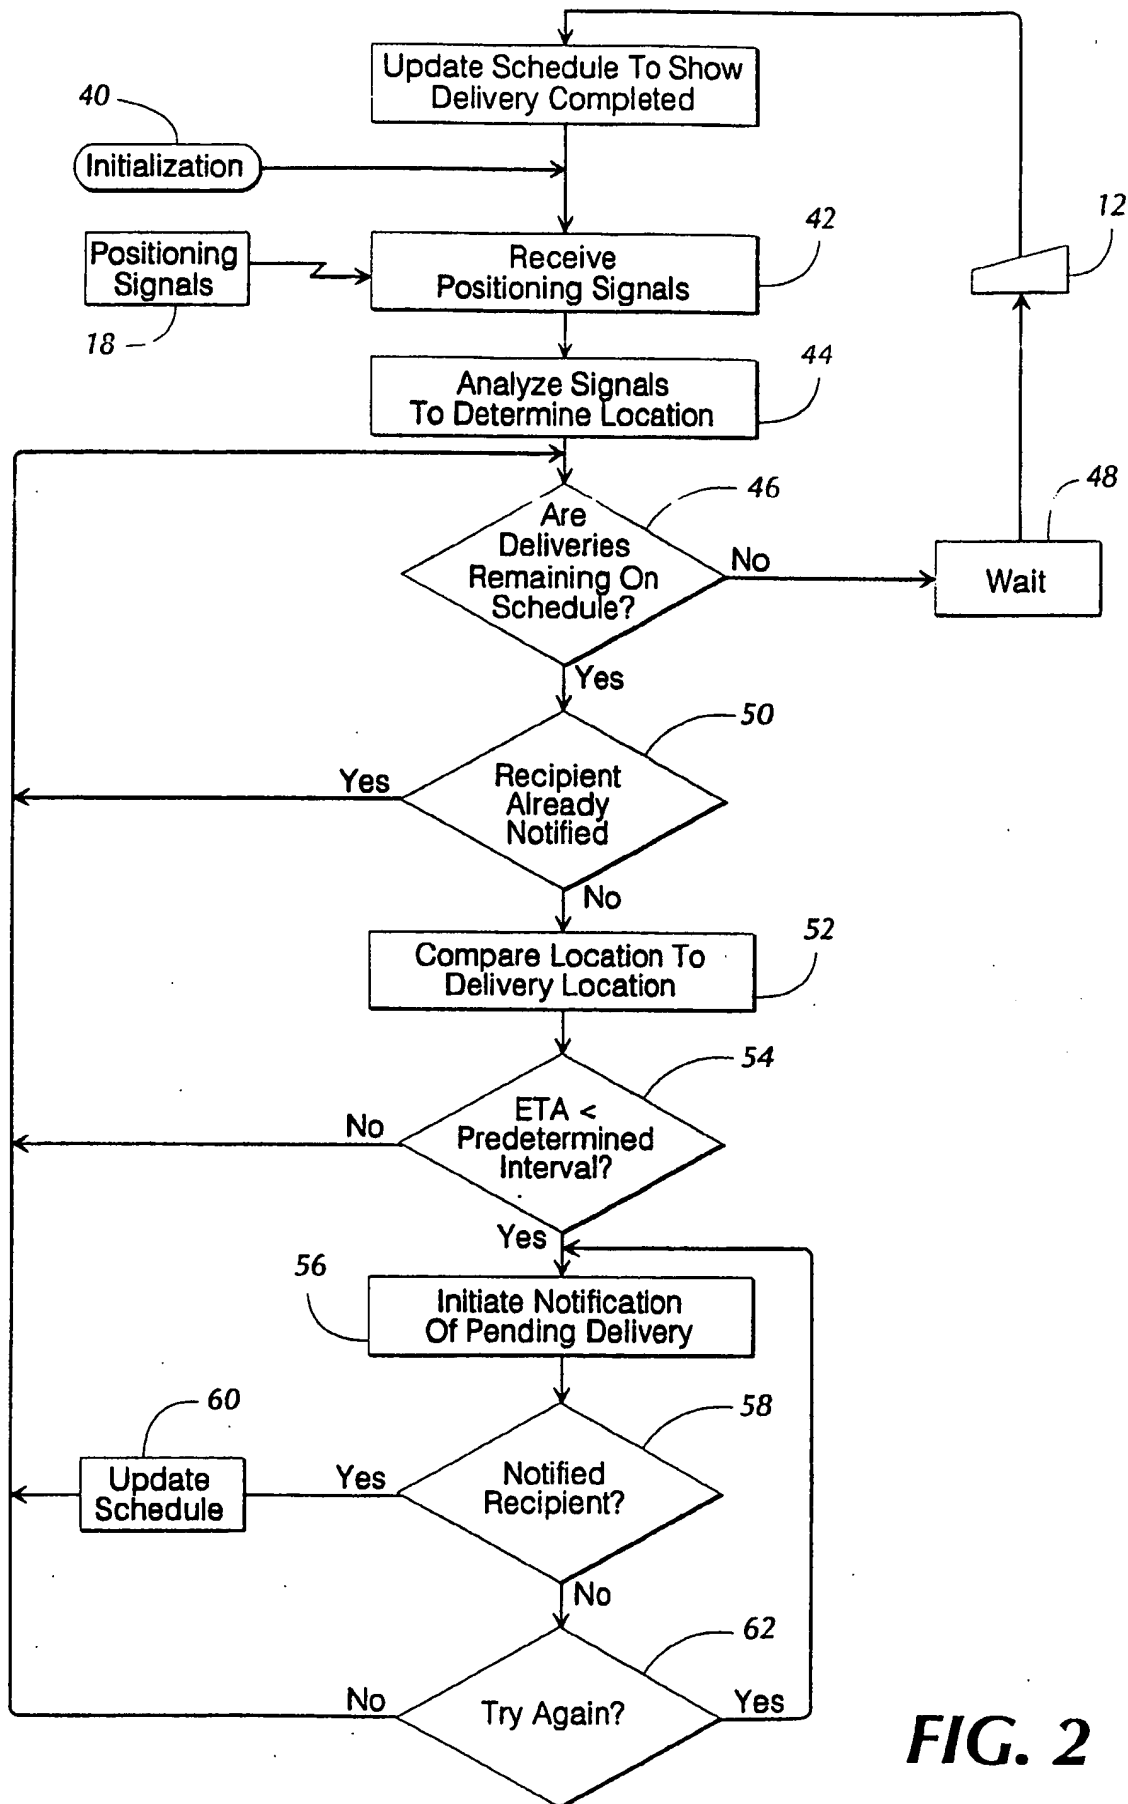 Update Schedule To Show
Delivery Completed
40
Initialization
42
12
Positioning
Signals
Receive
Positioning Signals
18
44
Analyze Signals
To Determine Location
46
48
Are
Deliveries
Remaining On
Schedule?
No
Wait
Yes
50
Recipient
Already
Notified
Yes
No
52
Compare Location To
Delivery Location
54
ETA <
Predetermined
Interval?
No
Yes
56
Initiate Notification
Of Pending Delivery
60
58
Update
Schedule
Yes
Notified
Recipient?
No
62
No
Try Again?
Yes
FIG. 2